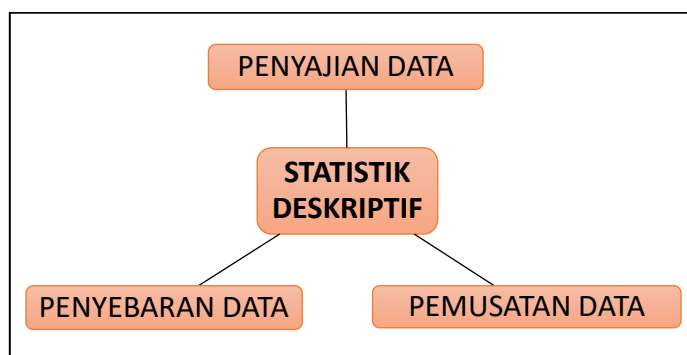 PENYAJIAN DATA
STATISTIK
DESKRIPTIF
PENYEBARAN DATA
PEMUSATAN DATA